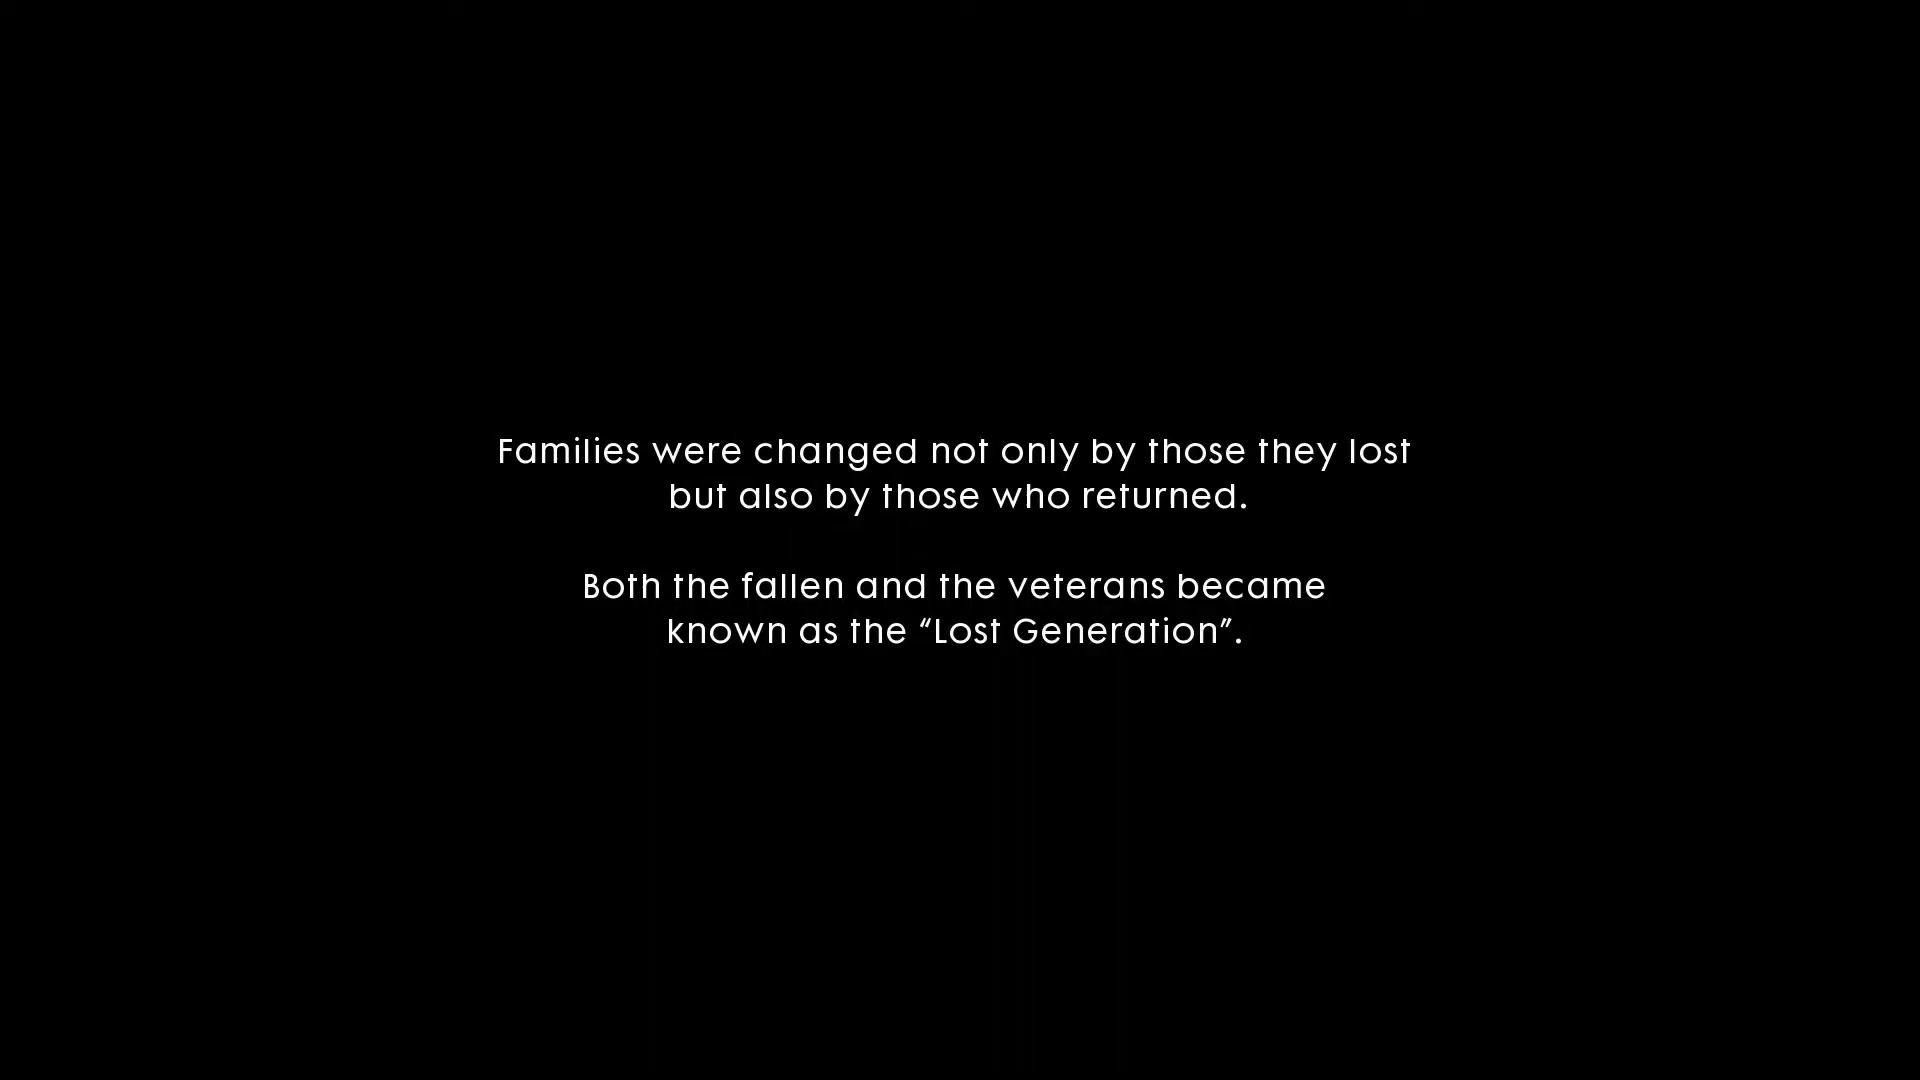 Families were changed not only by those they lost
but also by those who returned.
Both the fallen and the veterans became
known as the “Lost Generation”.